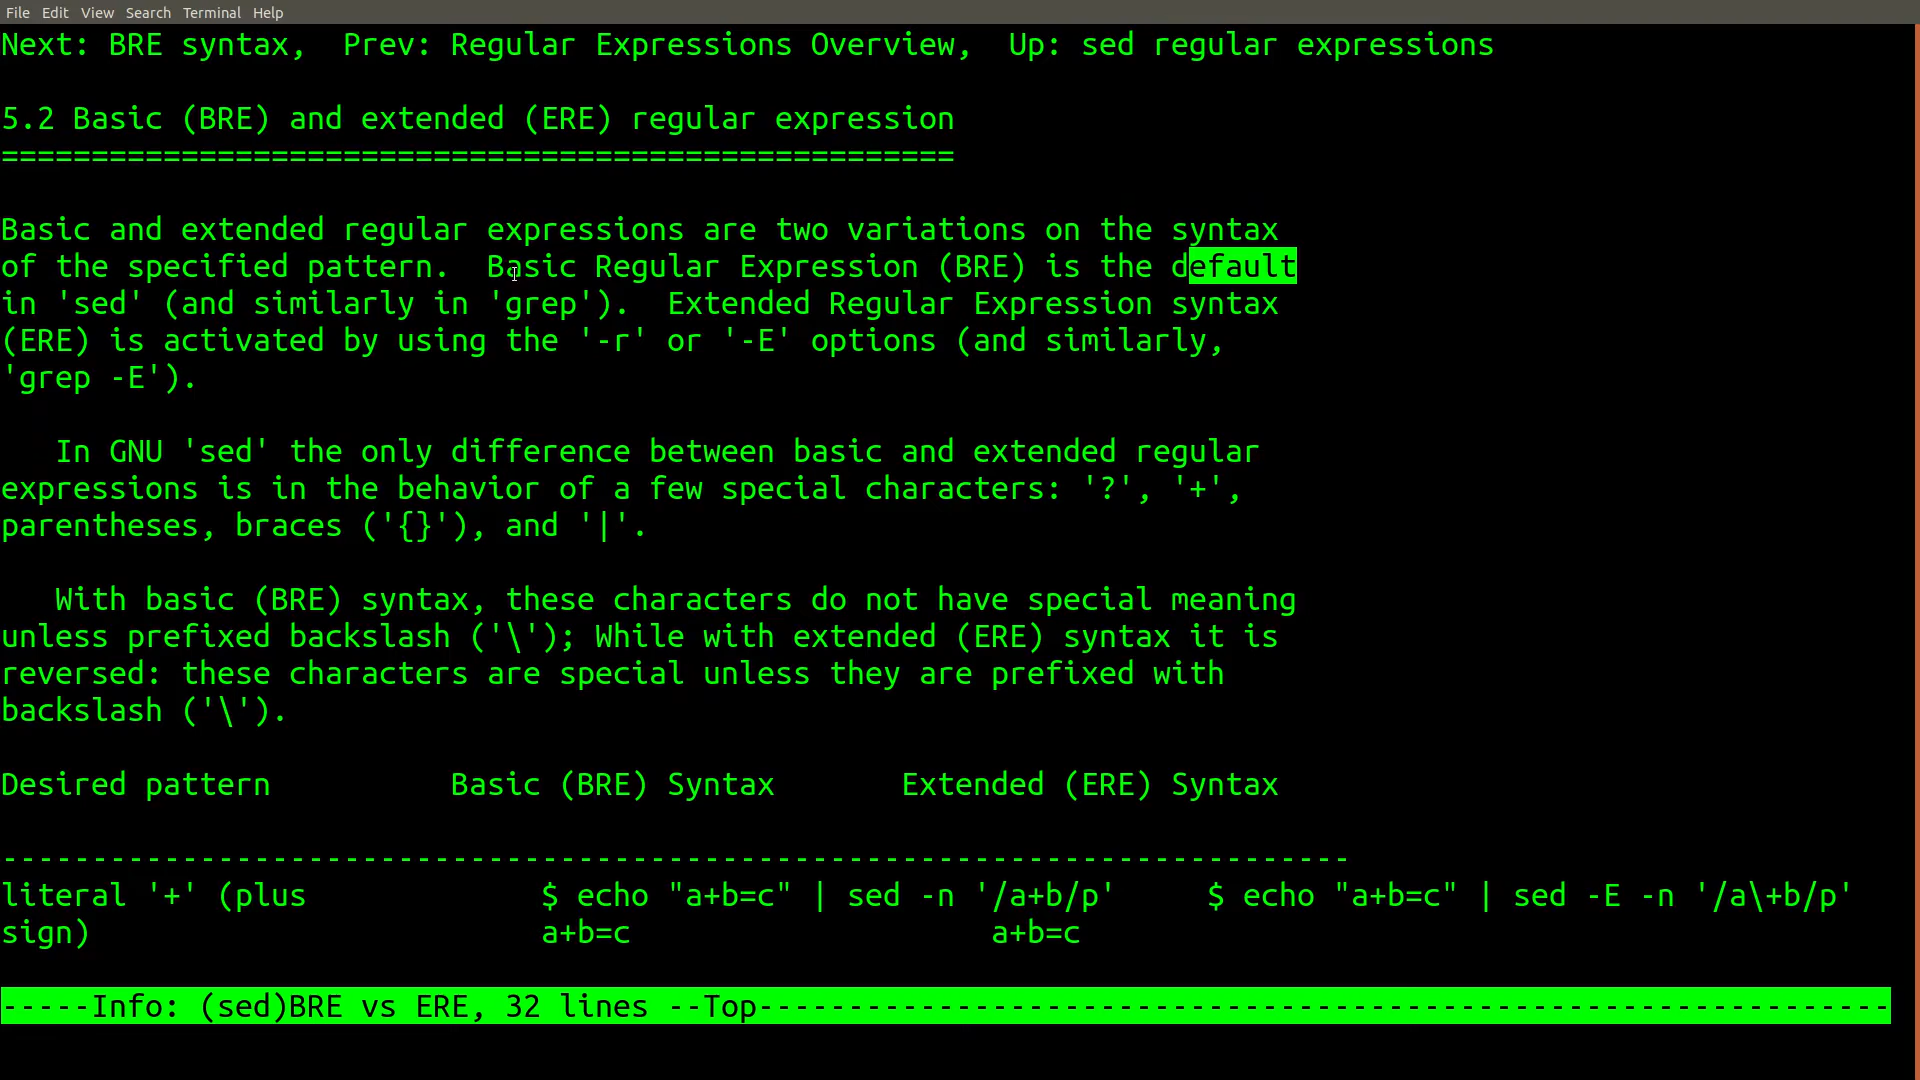 File Edit View Search Terminal Help
Next: BRE syntax,  Prev: Regular Expressions Overview,  Up: sed regular expressions
5.2 Basic (BRE) and extended (ERE) regular expression
=====================================================
Basic and extended regular expressions are two variations on the syntax
of the specified pattern.  Basic Regular Expression (BRE) is the default
in 'sed' (and similarly in 'grep').  Extended Regular Expression syntax
(ERE) is activated by using the '-r' or '-E' options (and similarly,
'grep -E').
   In GNU 'sed' the only difference between basic and extended regular
expressions is in the behavior of a few special characters: '?', '+',
parentheses, braces ('{}'), and '|'.
   With basic (BRE) syntax, these characters do not have special meaning
unless prefixed backslash ('\'); While with extended (ERE) syntax it is
reversed: these characters are special unless they are prefixed with
backslash ('\').
Desired pattern          Basic (BRE) Syntax       Extended (ERE) Syntax
---------------------------------------------------------------------------
literal '+' (plus             $ echo "a+b=c" | sed -n '/a+b/p'     $ echo "a+b=c" | sed -E -n '/a\+b/p'
sign)                         a+b=c                    a+b=c
-----Info: (sed)BRE vs ERE, 32 lines --Top---------------------------------------------------------------